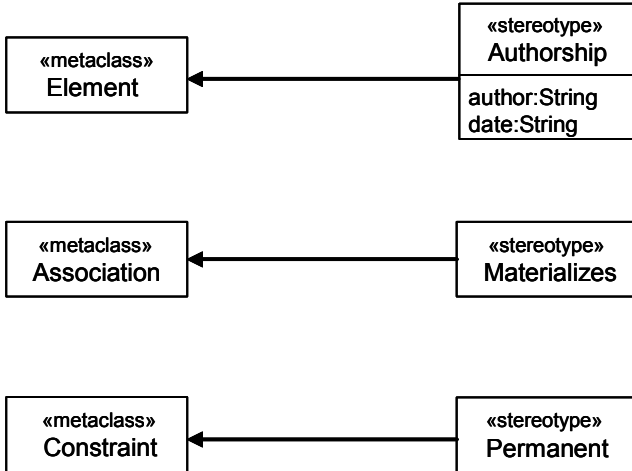 «metaclass»
Element
«stereotype»
Authorship
author:String
date:String
«metaclass»
Association
«stereotype»
Materializes
«metaclass»
Constraint
«stereotype»
Permanent